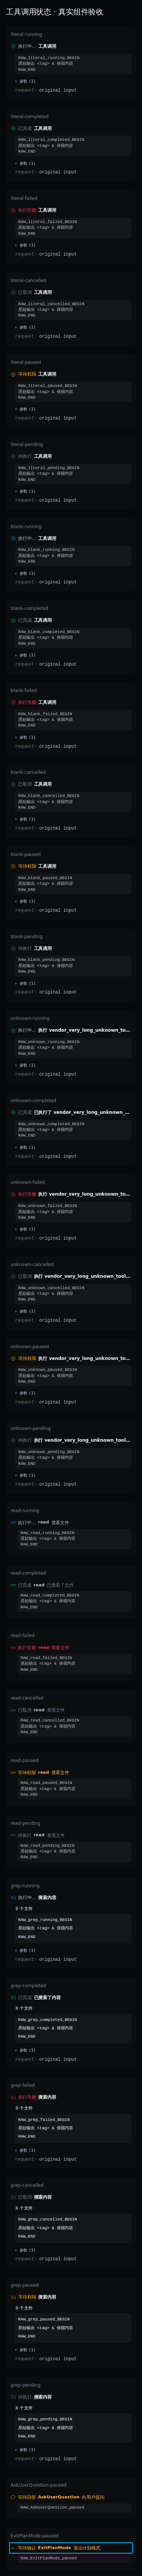 工具调用状态 · 真实组件验收
literal-running
执行中… 工具调用
RAW_literal_running_BEGIN
原始输出 <tag> & 保留内容
RAW_END
参数 (1)
request· original input
literal-completed
已完成 工具调用
RAW_literal_completed_BEGIN
原始输出 <tag> & 保留内容
RAW_END
参数 (1)
request· original input
literal-failed
执行失败 工具调用
RAW_literal_failed_BEGIN
原始输出 <tag> & 保留内容
RAW_END
参数 (1)
request· original input
literal-cancelled
已取消 工具调用
RAW_literal_cancelled_BEGIN
原始输出 <tag> & 保留内容
RAW_END
参数 (1)
request· original input
literal-paused
等待权限 工具调用
RAW_literal_paused_BEGIN
原始输出 <tag> & 保留内容
RAW_END
参数 (1)
request· original input
literal-pending
待执行 工具调用
RAW_literal_pending_BEGIN
原始输出 <tag> & 保留内容
RAW_END
参数 (1)
request· original input
blank-running
执行中… 工具调用
RAW_blank_running_BEGIN
原始输出 <tag> & 保留内容
RAW_END
参数 (1)
request· original input
blank-completed
已完成 工具调用
RAW_blank_completed_BEGIN
原始输出 <tag> & 保留内容
RAW_END
参数 (1)
request· original input
blank-failed
执行失败 工具调用
RAW_blank_failed_BEGIN
原始输出 <tag> & 保留内容
RAW_END
参数 (1)
request· original input
blank-cancelled
已取消 工具调用
RAW_blank_cancelled_BEGIN
原始输出 <tag> & 保留内容
RAW_END
参数 (1)
request· original input
blank-paused
等待权限 工具调用
RAW_blank_paused_BEGIN
原始输出 <tag> & 保留内容
RAW_END
参数 (1)
request· original input
blank-pending
待执行 工具调用
RAW_blank_pending_BEGIN
原始输出 <tag> & 保留内容
RAW_END
参数 (1)
request· original input
unknown-running
执行中… 执行 vendor_very_long_unknown_to…
RAW_unknown_running_BEGIN
原始输出 <tag> & 保留内容
RAW_END
参数 (1)
request· original input
unknown-completed
已完成 已执行了 vendor_very_long_unknown_…
RAW_unknown_completed_BEGIN
原始输出 <tag> & 保留内容
RAW_END
参数 (1)
request· original input
unknown-failed
执行失败 执行 vendor_very_long_unknown_to…
RAW_unknown_failed_BEGIN
原始输出 <tag> & 保留内容
RAW_END
参数 (1)
request· original input
unknown-cancelled
已取消 执行 vendor_very_long_unknown_tool…
RAW_unknown_cancelled_BEGIN
原始输出 <tag> & 保留内容
RAW_END
参数 (1)
request· original input
unknown-paused
等待权限 执行 vendor_very_long_unknown_to…
RAW_unknown_paused_BEGIN
原始输出 <tag> & 保留内容
RAW_END
参数 (1)
request· original input
unknown-pending
待执行 执行 vendor_very_long_unknown_tool…
RAW_unknown_pending_BEGIN
原始输出 <tag> & 保留内容
RAW_END
参数 (1)
request· original input
read-running
执行中… read 查看文件
RAW_read_running_BEGIN
原始输出 <tag> & 保留内容
RAW_END
read-completed
已完成 read 已查看了文件
RAW_read_completed_BEGIN
原始输出 <tag> & 保留内容
RAW_END
read-failed
执行失败 read 查看文件
RAW_read_failed_BEGIN
原始输出 <tag> & 保留内容
RAW_END
read-cancelled
已取消 read 查看文件
RAW_read_cancelled_BEGIN
原始输出 <tag> & 保留内容
RAW_END
read-paused
等待权限 read 查看文件
RAW_read_paused_BEGIN
原始输出 <tag> & 保留内容
RAW_END
read-pending
待执行 read 查看文件
RAW_read_pending_BEGIN
原始输出 <tag> & 保留内容
RAW_END
grep-running
执行中… 搜索内容
3 个文件
RAW_grep_running_BEGIN
原始输出 <tag> & 保留内容
RAW_END
参数 (1)
request· original input
grep-completed
已完成 已搜索了内容
3 个文件
RAW_grep_completed_BEGIN
原始输出 <tag> & 保留内容
RAW_END
参数 (1)
request· original input
grep-failed
执行失败 搜索内容
3 个文件
RAW_grep_failed_BEGIN
原始输出 <tag> & 保留内容
RAW_END
参数 (1)
request· original input
grep-cancelled
已取消 搜索内容
3 个文件
RAW_grep_cancelled_BEGIN
原始输出 <tag> & 保留内容
RAW_END
参数 (1)
request· original input
grep-paused
等待权限 搜索内容
3 个文件
RAW_grep_paused_BEGIN
原始输出 <tag> & 保留内容
RAW_END
参数 (1)
request· original input
grep-pending
待执行 搜索内容
3 个文件
RAW_grep_pending_BEGIN
原始输出 <tag> & 保留内容
RAW_END
参数 (1)
request· original input
AskUserQuestion-paused
等待回答 AskUserQuestion 向用户提问
RAW_AskUserQuestion_paused
ExitPlanMode-paused
等待确认 ExitPlanMode 退出计划模式
RAW_ExitPlanMode_paused